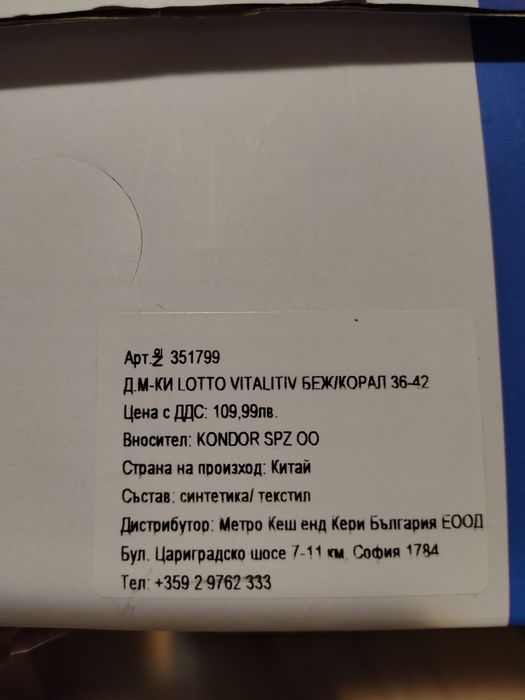 Арт.№ 351799
Д.М-КИ LOTTO VITALITIV БЕЖ/КОРАЛ 36-42
Цена с ДДС: 109,99лв.
Вносител: KONDOR SPZ OO
Страна на произход: Китай
Състав: синтетика/ текстил
Дистрибутор: Метро Кеш енд Кери България ЕООД
Бул. Цариградско шосе 7-11 км, София 1784
Тел: +359 2 9762 333